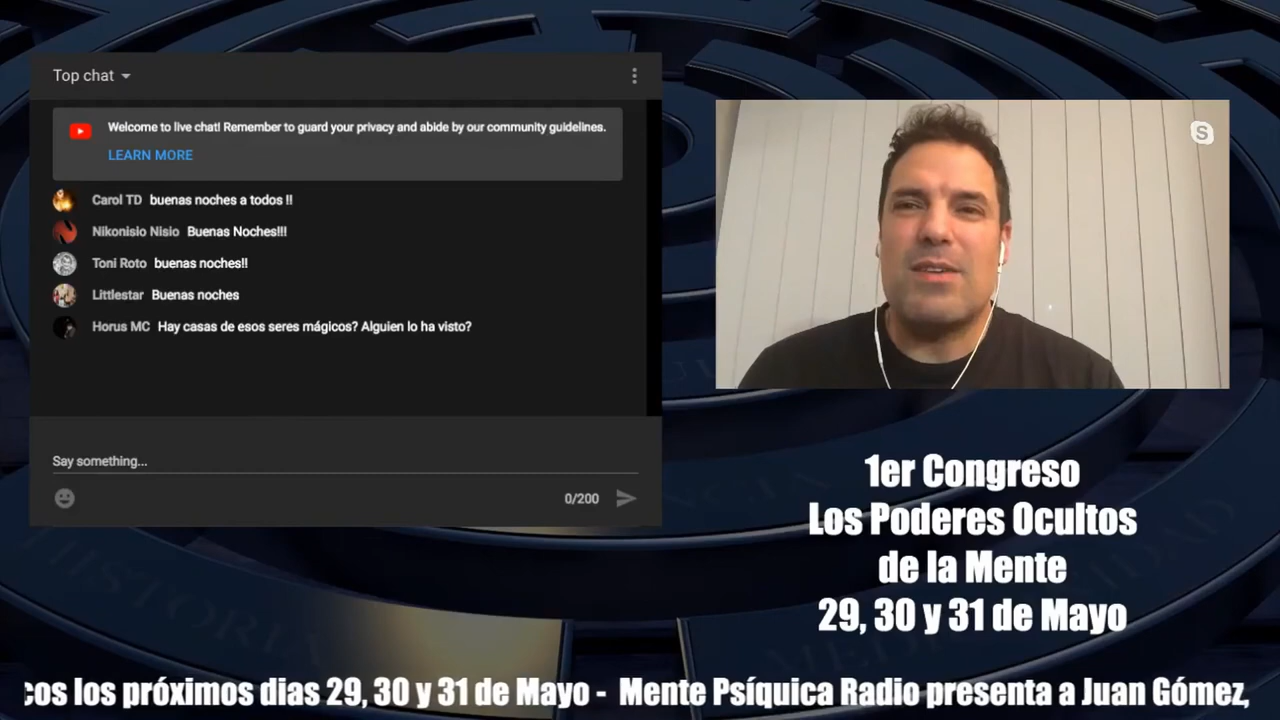 Top chat
Welcome to live chat! Remember to guard your privacy and abide by our community guidelines.
LEARN MORE
Carol TD buenas noches a todos !!
Nikonisio Nisio Buenas Noches!!!
Toni Roto buenas noches!!
Littlestar Buenas noches
Horus MC Hay casas de esos seres mágicos? Alguien lo ha visto?
Say something...
0/200
S
1er Congreso
Los Poderes Ocultos
de la Mente
29, 30 y 31 de Mayo
HISTORIA
cos los próximos dias 29, 30 y 31 de Mayo - Mente Psíquica Radio presenta a Juan Gómez,